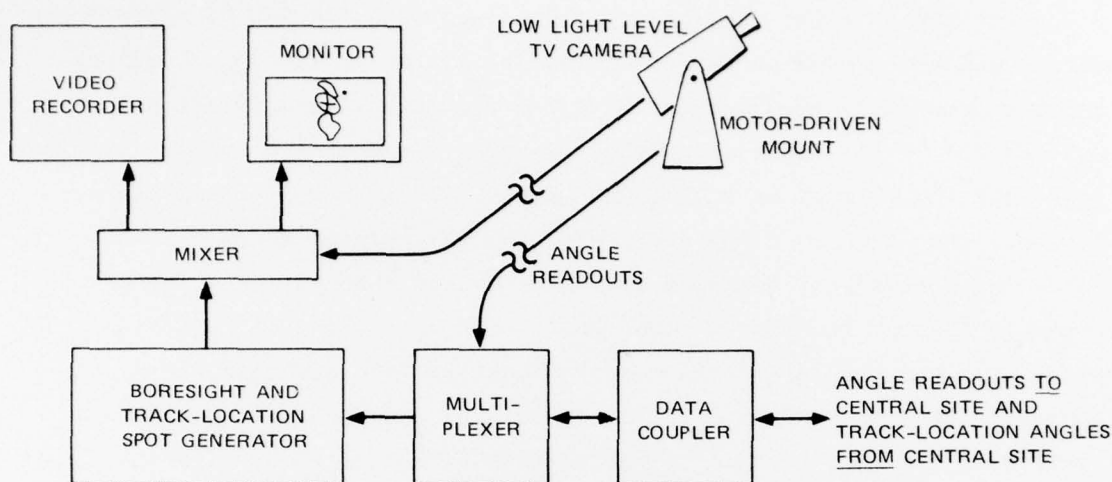 VIDEO
RECORDER
MONITOR
LOW LIGHT LEVEL
TV CAMERA
MOTOR-DRIVEN
MOUNT
MIXER
ANGLE
READOUTS
BORESIGHT AND
TRACK-LOCATION
SPOT GENERATOR
MULTI-
PLEXER
DATA
COUPLER
ANGLE READOUTS TO
CENTRAL SITE AND
TRACK-LOCATION ANGLES
FROM CENTRAL SITE